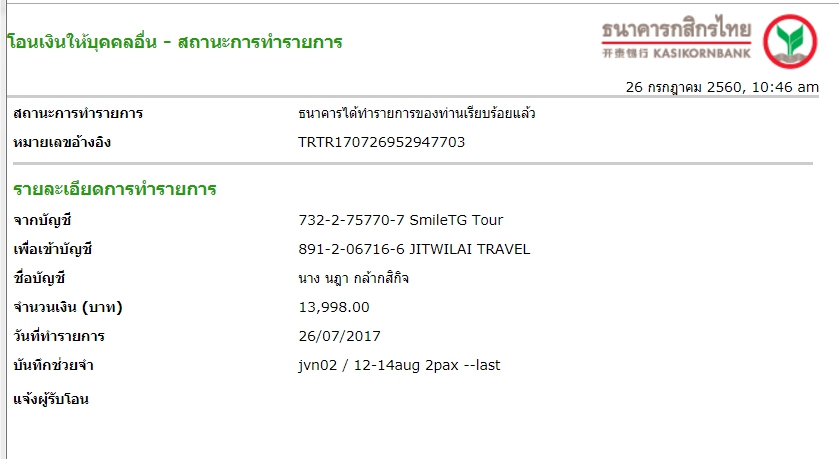 ธนาคารกสิกรไทย
开泰银行 KASIKORNBANK
โอนเงินให้บุคคลอื่น - สถานะการทำรายการ
26 กรกฎาคม 2560, 10:46 am
สถานะการทำรายการ ธนาคารได้ทำรายการของท่านเรียบร้อยแล้ว
หมายเลขอ้างอิง TRTR170726952947703
รายละเอียดการทำรายการ
จากบัญชี 732-2-75770-7 SmileTG Tour
เพื่อเข้าบัญชี 891-2-06716-6 JITWILAI TRAVEL
ชื่อบัญชี นาง นฎา กล้ากสิกิจ
จำนวนเงิน (บาท) 13,998.00
วันที่ทำรายการ 26/07/2017
บันทึกช่วยจำ jvn02 / 12-14aug 2pax --last
แจ้งผู้รับโอน